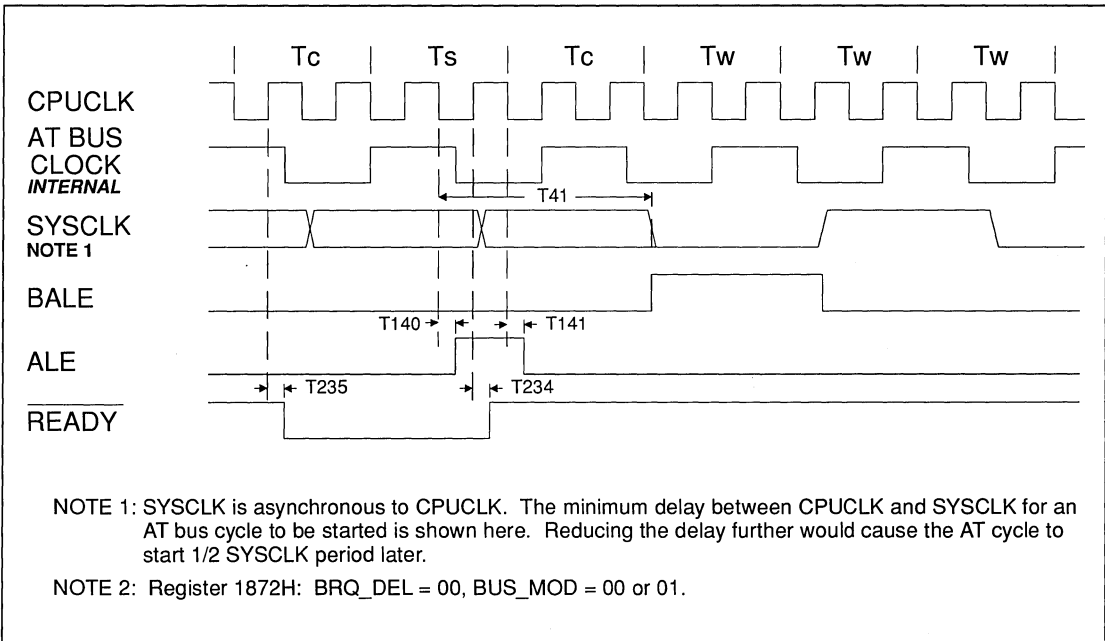 Tc Ts Tc Tw Tw Tw
CPUCLK
AT BUS
CLOCK
INTERNAL
T41
SYSCLK
NOTE 1
BALE
T140 T141
ALE
T235 T234
READY
NOTE 1: SYSCLK is asynchronous to CPUCLK. The minimum delay between CPUCLK and SYSCLK for an
AT bus cycle to be started is shown here. Reducing the delay further would cause the AT cycle to
start 1/2 SYSCLK period later.
NOTE 2: Register 1872H: BRQ_DEL = 00, BUS_MOD = 00 or 01.